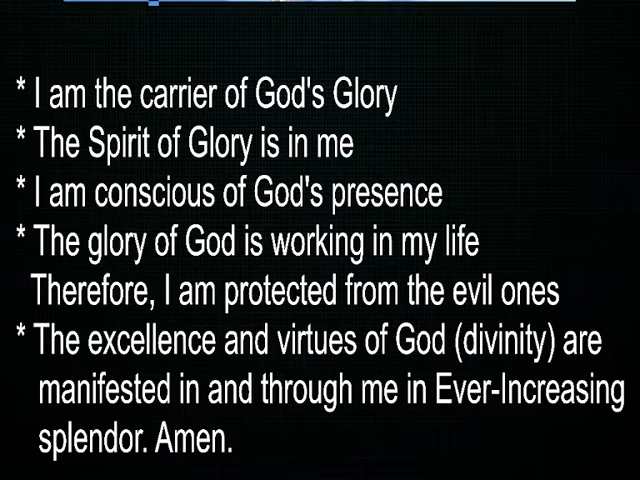 * I am the carrier of God's Glory
* The Spirit of Glory is in me
* I am conscious of God's presence
* The glory of God is working in my life
Therefore, I am protected from the evil ones
* The excellence and virtues of God (divinity) are
manifested in and through me in Ever-Increasing
splendor. Amen.